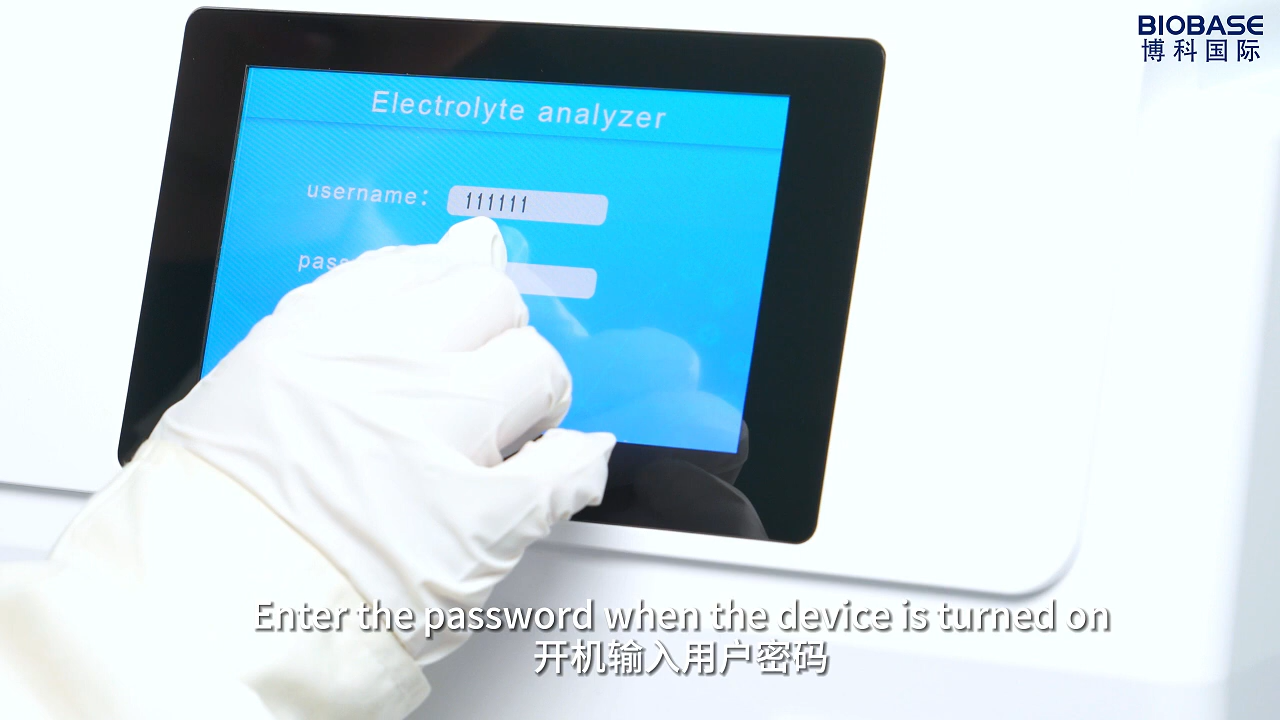 BIOBASE
博科国际
Electrolyte analyzer
username: 111111
Enter the password when the device is turned on
开机输入用户密码